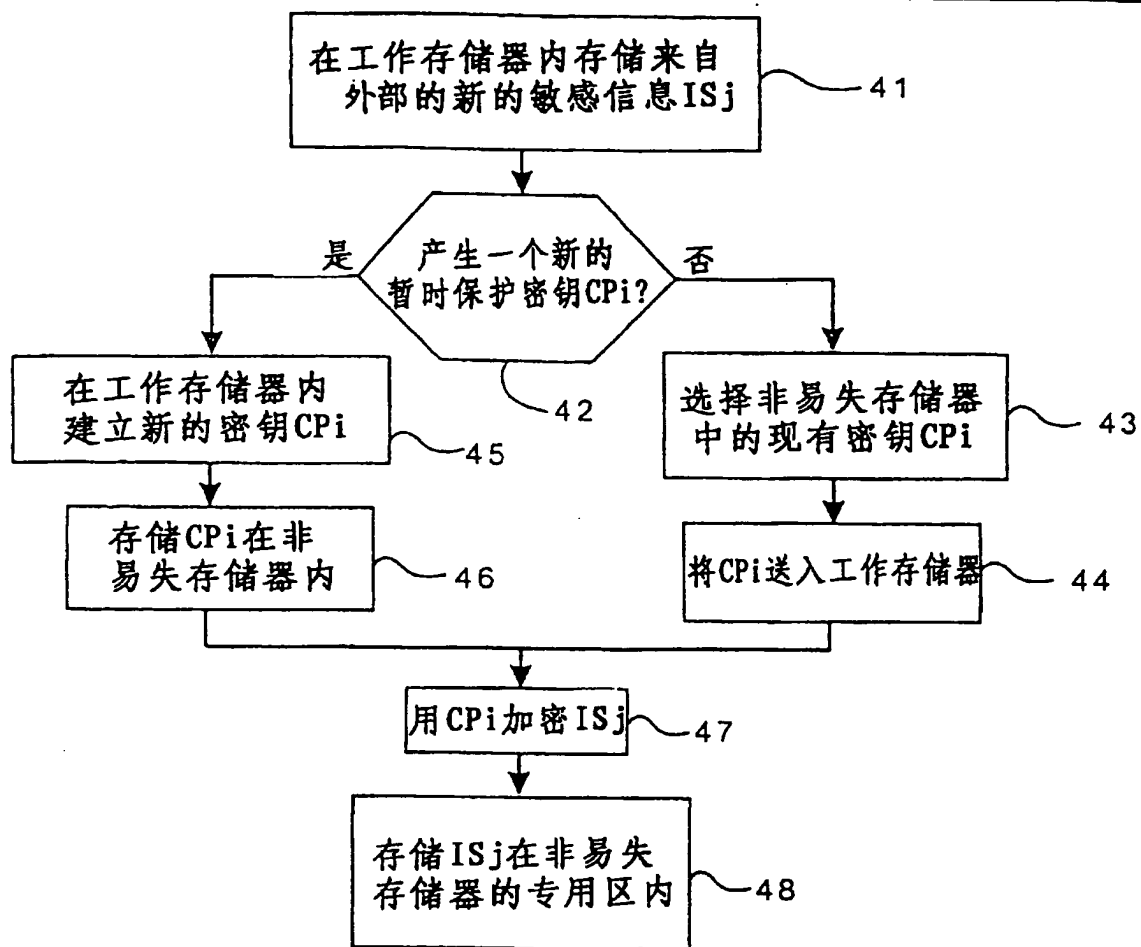 在工作存储器内存储来自
外部的新的敏感信息ISj
41
是
产生一个新的
暂时保护密钥CPi?
否
42
在工作存储器内
建立新的密钥CPi
45
选择非易失存储器
中的现有密钥CPi
43
存储CPi在非
易失存储器内
46
将CPi送入工作存储器
44
用CPi加密ISj
47
存储ISj在非易失
存储器的专用区内
48